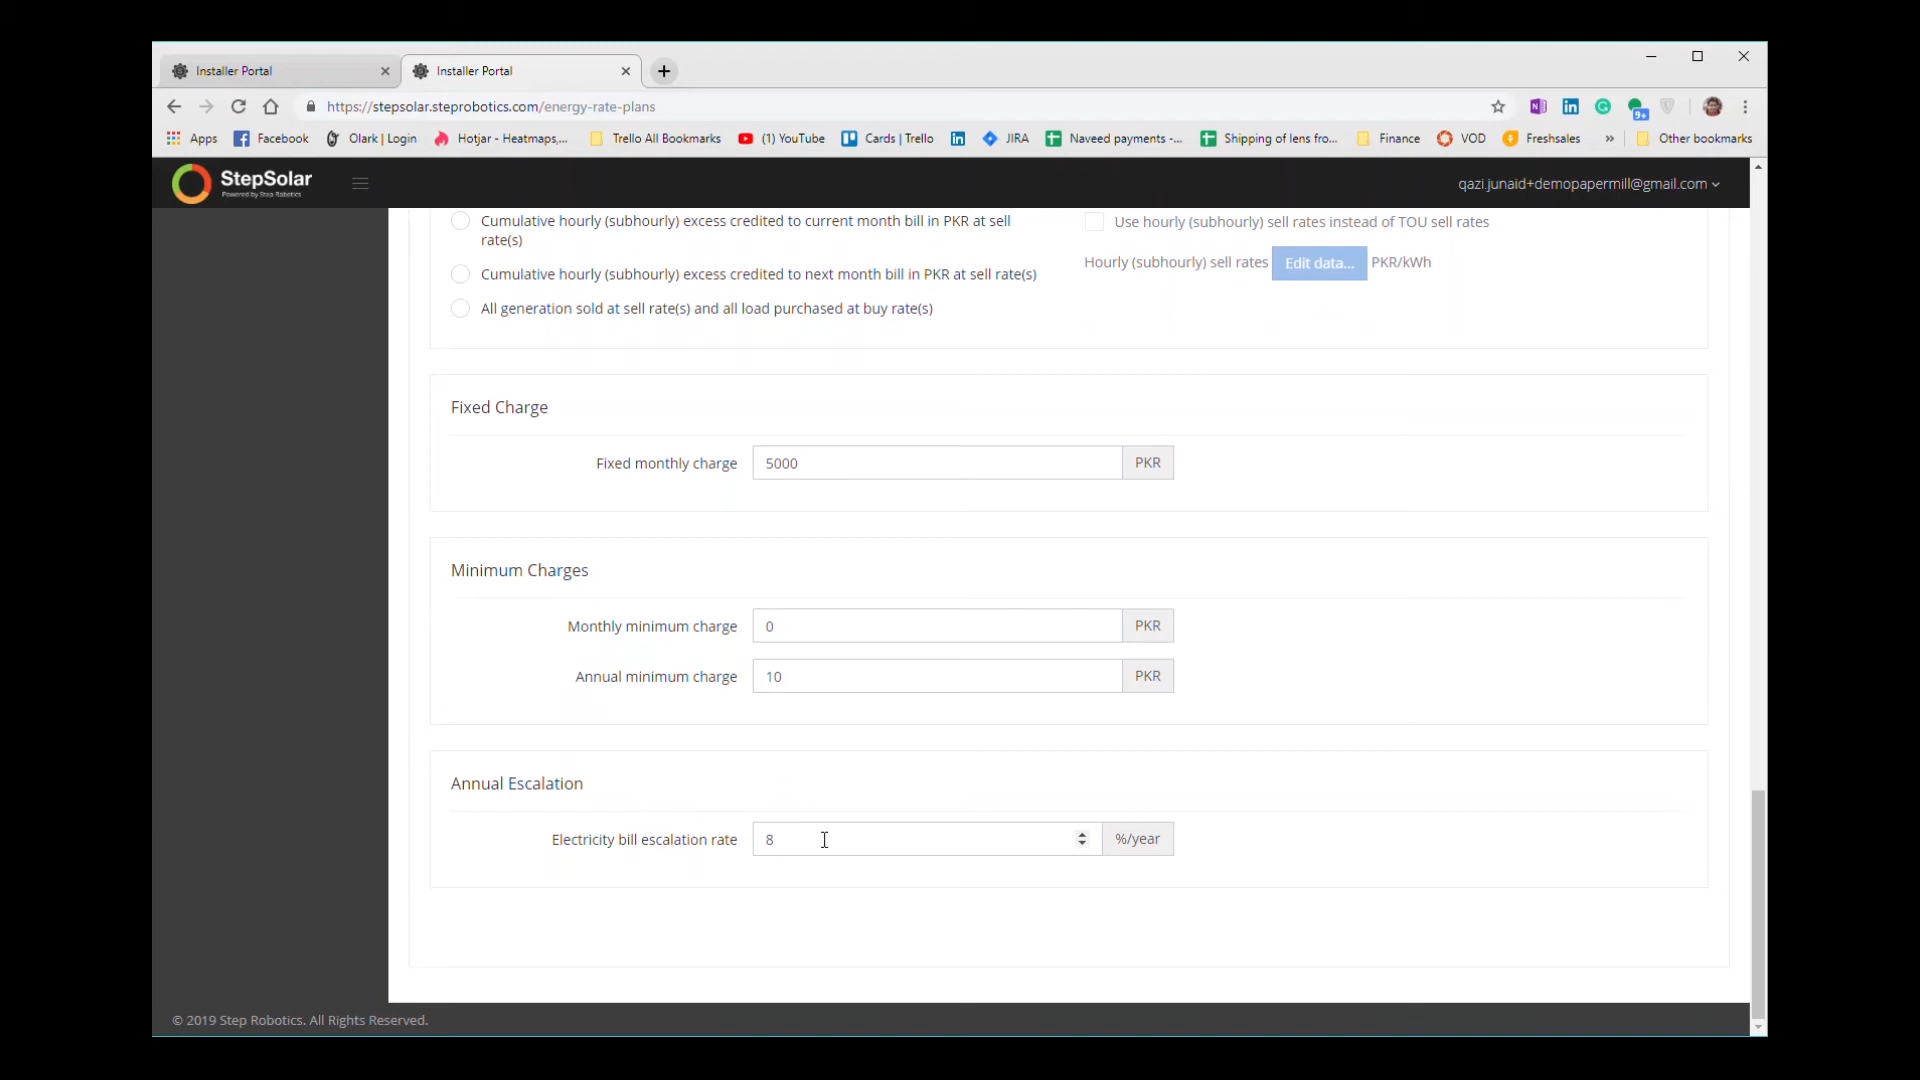 Installer Portal
Installer Portal
https://stepsolar.steprobotics.com/energy-rate-plans
9+
Apps
Facebook
Olark | Login
Hotjar - Heatmaps,...
Trello All Bookmarks
(1) YouTube
Cards | Trello
JIRA
Naveed payments -...
Shipping of lens fro...
Finance
VOD
Freshsales
»
Other bookmarks
StepSolar
Powered by Step Robotics
qazi.junaid+demopapermill@gmail.com
Cumulative hourly (subhourly) excess credited to current month bill in PKR at sell
rate(s)
Cumulative hourly (subhourly) excess credited to next month bill in PKR at sell rate(s)
All generation sold at sell rate(s) and all load purchased at buy rate(s)
Use hourly (subhourly) sell rates instead of TOU sell rates
Hourly (subhourly) sell rates Edit data... PKR/kWh
Fixed Charge
Fixed monthly charge 5000 PKR
Minimum Charges
Monthly minimum charge 0 PKR
Annual minimum charge 10 PKR
Annual Escalation
Electricity bill escalation rate 8 %/year
© 2019 Step Robotics. All Rights Reserved.